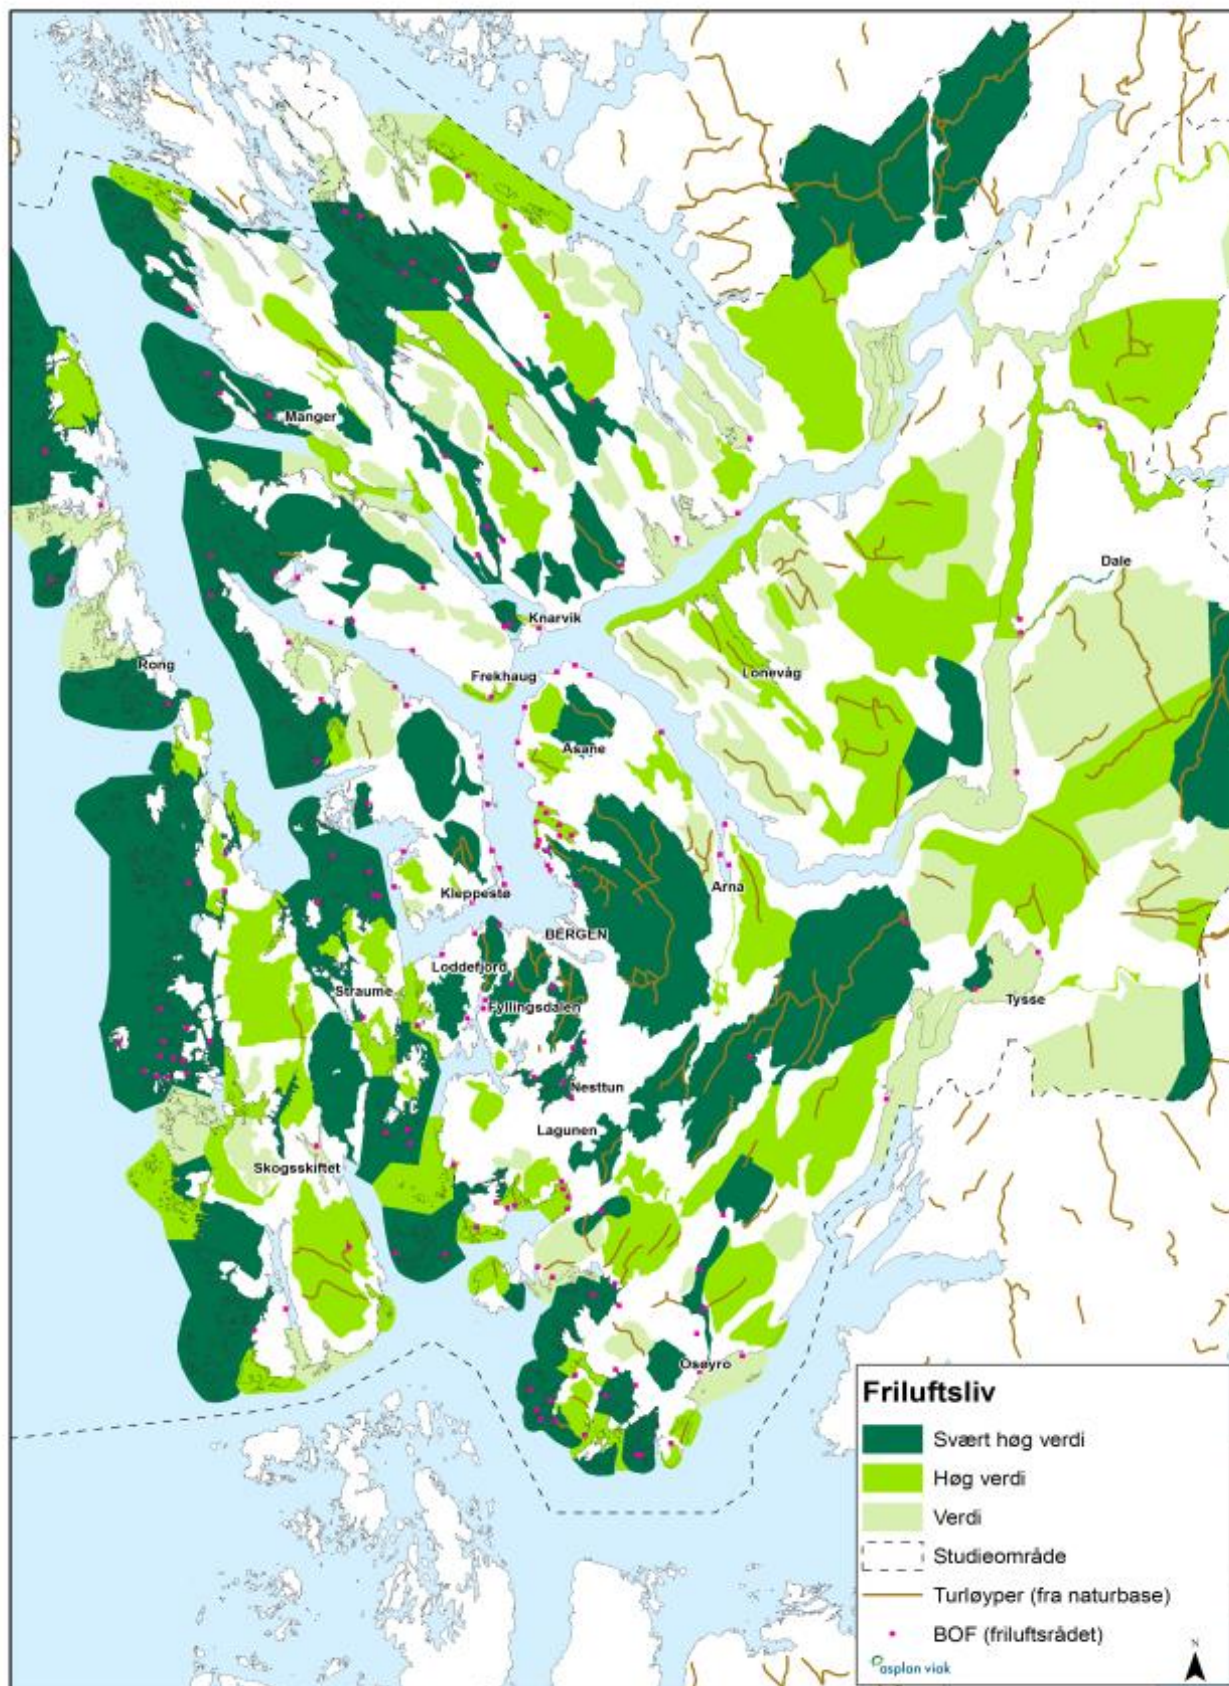 Manger
Dale
Knarvik
Rong
Frekhaug
Lonevåg
Åsane
Arna
Kleppestø
BERGEN
Loddefjord
Straume
Fyllingsdalen
Tysse
Nesttun
Lagunen
Skogsskiftet
Osøyro
Friluftsliv
Svært høg verdi
Høg verdi
Verdi
Studieområde
Turløyper (fra naturbase)
BOF (friluftsrådet)
N
asplan viak